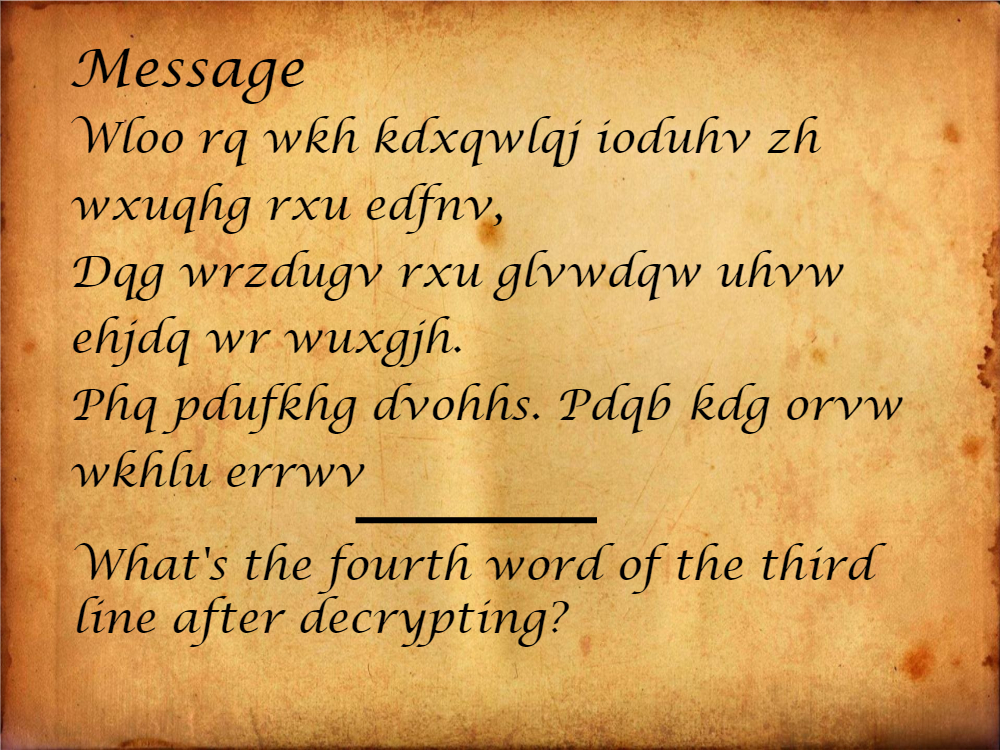 Message
Wloo rq wkh kdxqwlqj ioduhv zh
wxuqhg rxu edfnv,
Dqg wrzdugv rxu glvwdqw uhvw
ehjdq wr wuxgjh.
Phq pdufkhg dvohhs. Pdqb kdg orvw
wkhlu errwv
What's the fourth word of the third
line after decrypting?